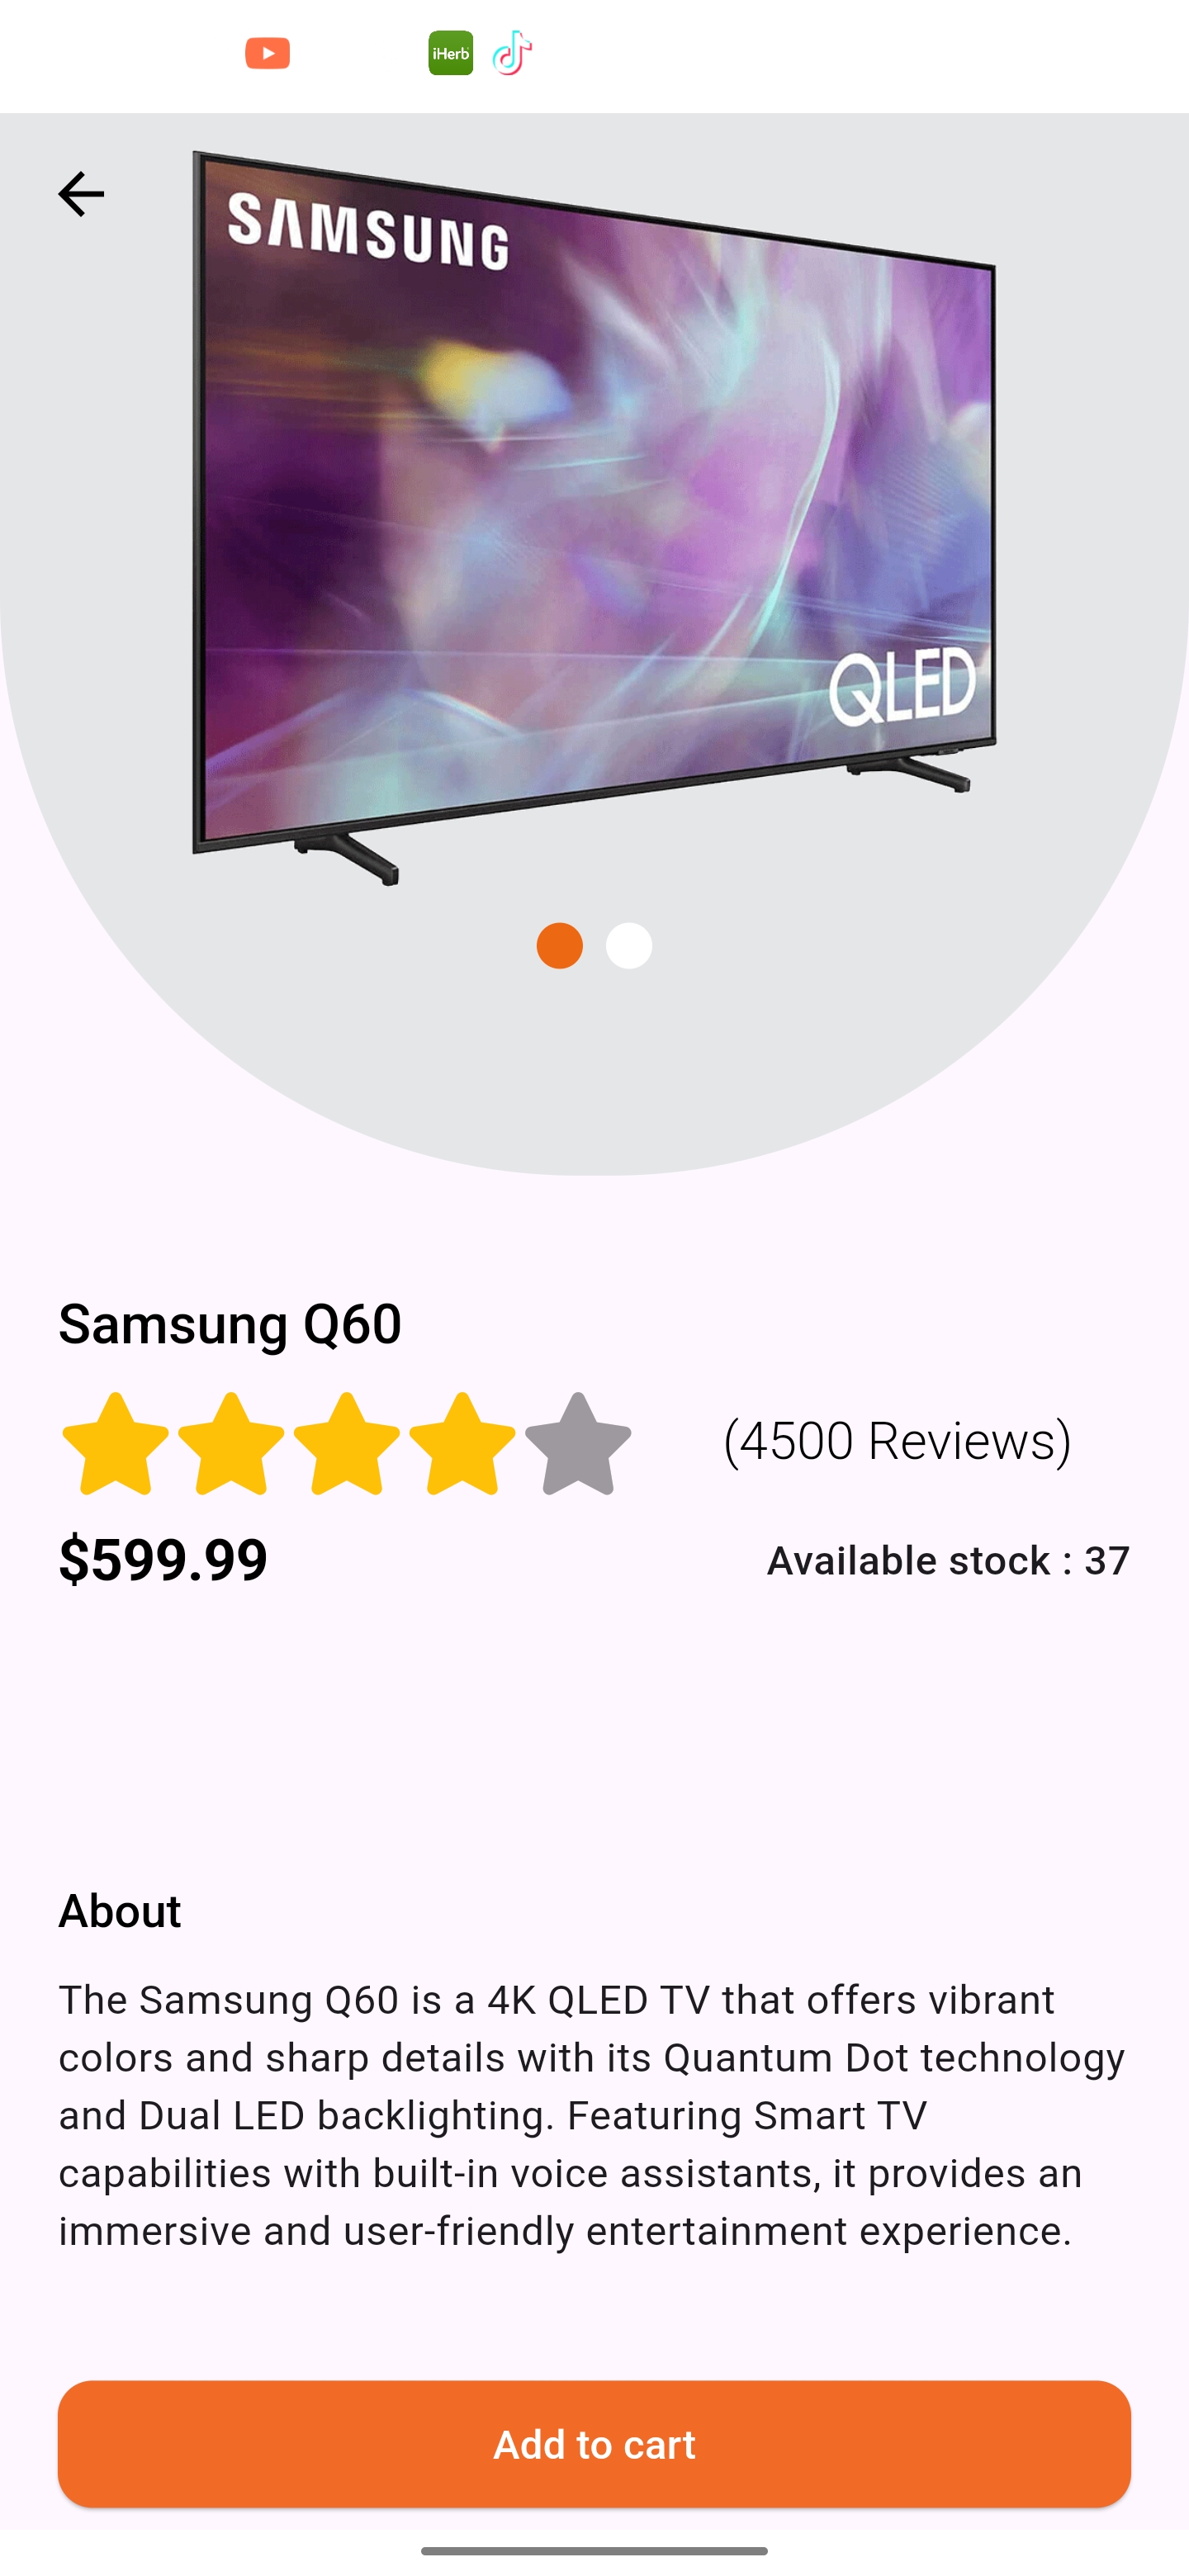 iHerb
SAMSUNG
QLED
Samsung Q60
(4500 Reviews)
$599.99
Available stock : 37
About
The Samsung Q60 is a 4K QLED TV that offers vibrant
colors and sharp details with its Quantum Dot technology
and Dual LED backlighting. Featuring Smart TV
capabilities with built-in voice assistants, it provides an
immersive and user-friendly entertainment experience.
Add to cart